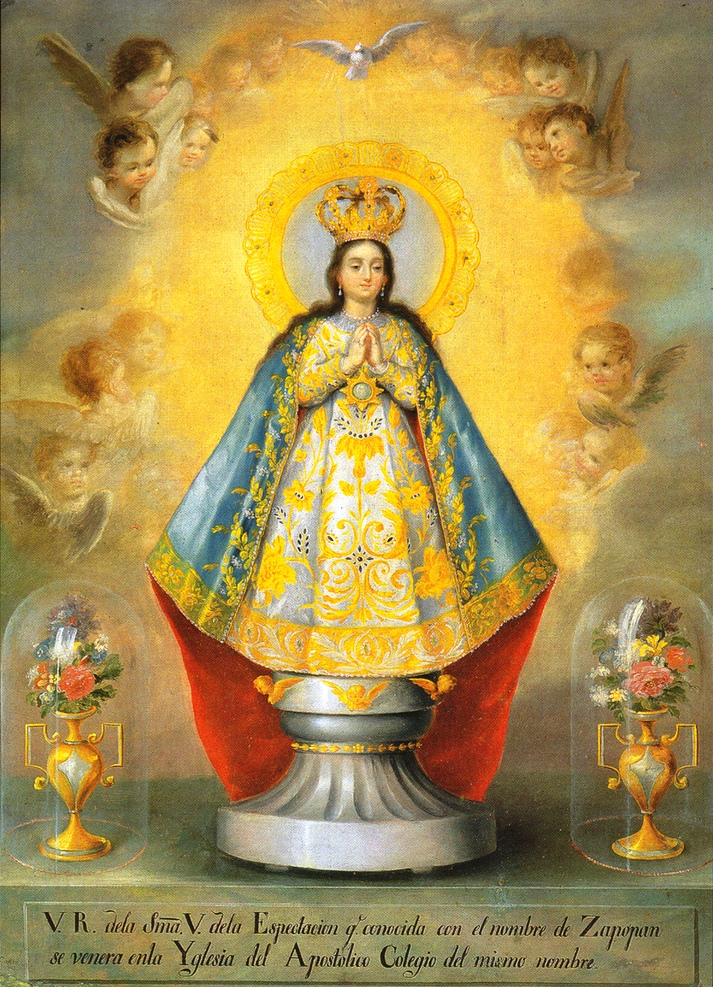 V. R. dela Sma. V. dela Espectacion q.e conocida con el nombre de Zapopan
se venera enla Yglesia del Apostolico Colegio del mismo nombre.